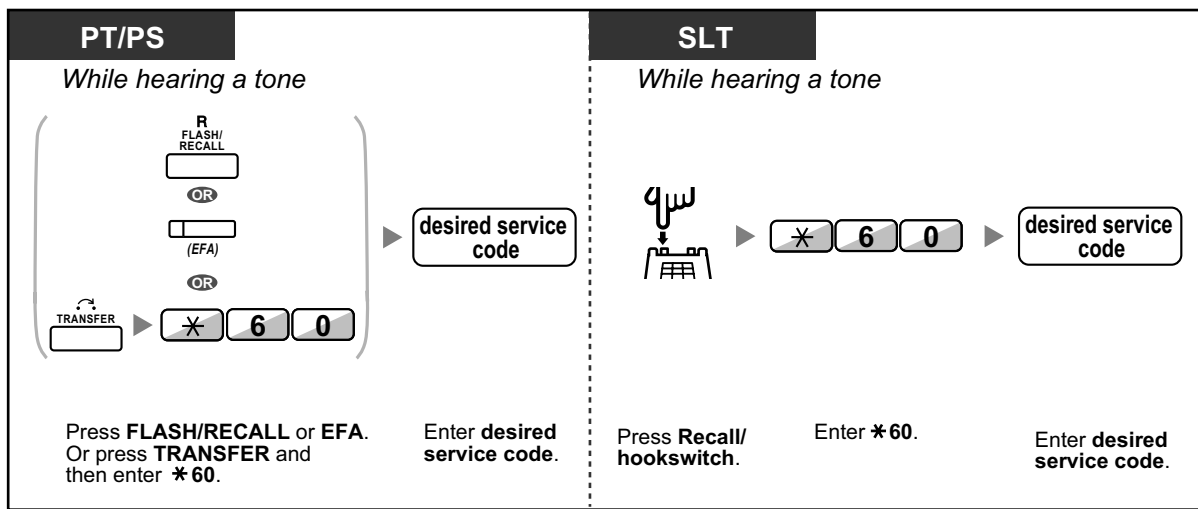 PT/PS
While hearing a tone
R
FLASH/
RECALL
OR
(EFA)
OR
TRANSFER
* 6 0
desired service
code
Press FLASH/RECALL or EFA.
Or press TRANSFER and
then enter *60.
Enter desired
service code.
SLT
While hearing a tone
* 6 0
desired service
code
Press Recall/
hookswitch.
Enter *60.
Enter desired
service code.